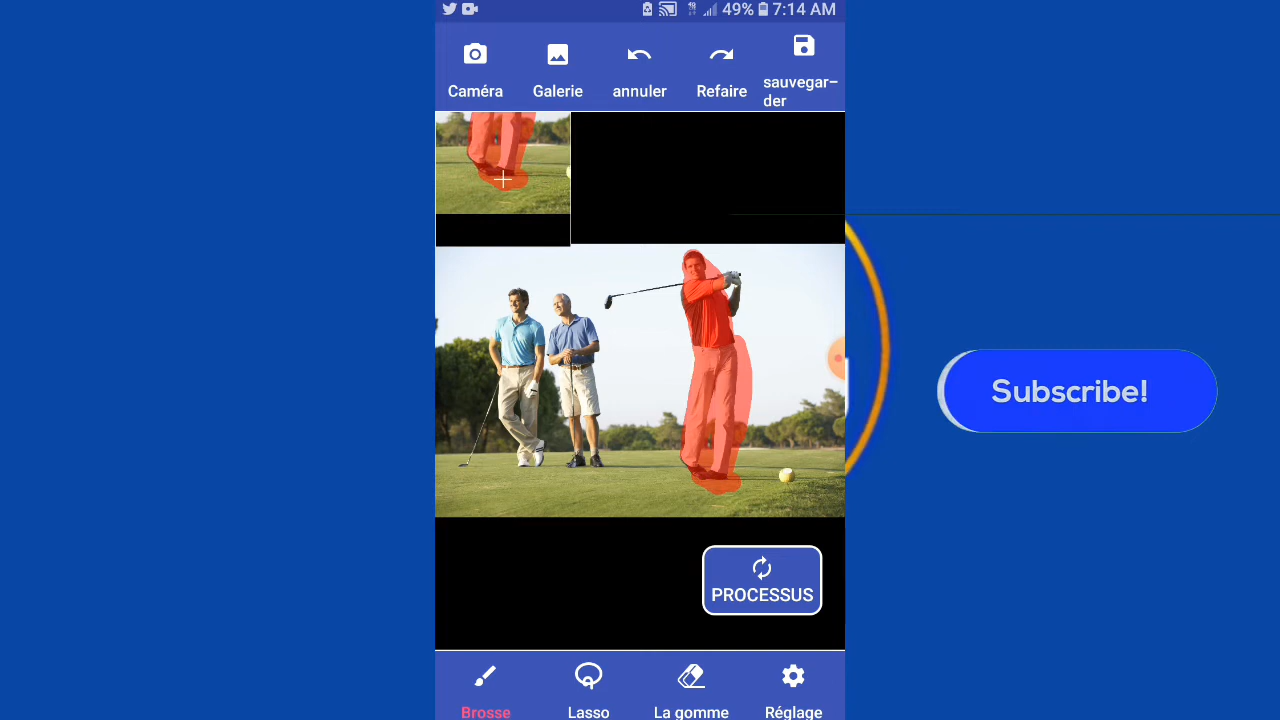 49% 7:14 AM
Caméra
Galerie
annuler
Refaire
sauvegar-
der
Subscribe!
PROCESSUS
Brosse
Lasso
La gomme
Réglage